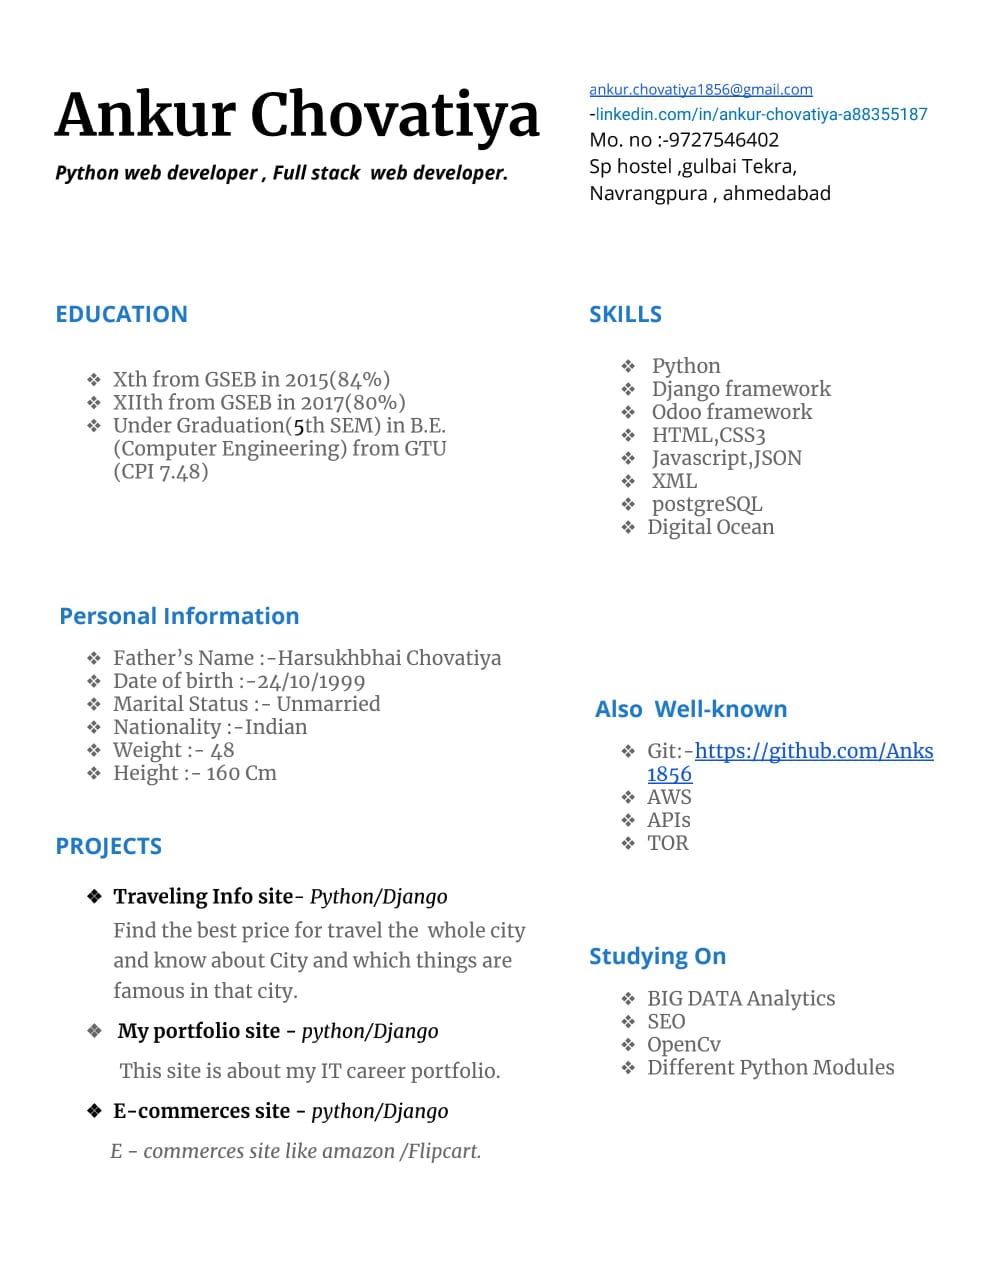 Ankur Chovatiya
Python web developer , Full stack  web developer.
ankur.chovatiya1856@gmail.com
-linkedin.com/in/ankur-chovatiya-a88355187
Mo. no :-9727546402
Sp hostel ,gulbai Tekra,
Navrangpura , ahmedabad
EDUCATION
❖ Xth from GSEB in 2015(84%)
❖ XIIth from GSEB in 2017(80%)
❖ Under Graduation(5th SEM) in B.E.
(Computer Engineering) from GTU
(CPI 7.48)
Personal Information
❖ Father’s Name :-Harsukhbhai Chovatiya
❖ Date of birth :-24/10/1999
❖ Marital Status :- Unmarried
❖ Nationality :-Indian
❖ Weight :- 48
❖ Height :- 160 Cm
PROJECTS
❖ Traveling Info site- Python/Django
Find the best price for travel the  whole city
and know about City and which things are
famous in that city.
❖ My portfolio site - python/Django
This site is about my IT career portfolio.
❖ E-commerces site - python/Django
E - commerces site like amazon /Flipcart.
SKILLS
❖ Python
❖ Django framework
❖ Odoo framework
❖ HTML,CSS3
❖ Javascript,JSON
❖ XML
❖ postgreSQL
❖ Digital Ocean
Also  Well-known
❖ Git:-https://github.com/Anks
1856
❖ AWS
❖ APIs
❖ TOR
Studying On
❖ BIG DATA Analytics
❖ SEO
❖ OpenCv
❖ Different Python Modules